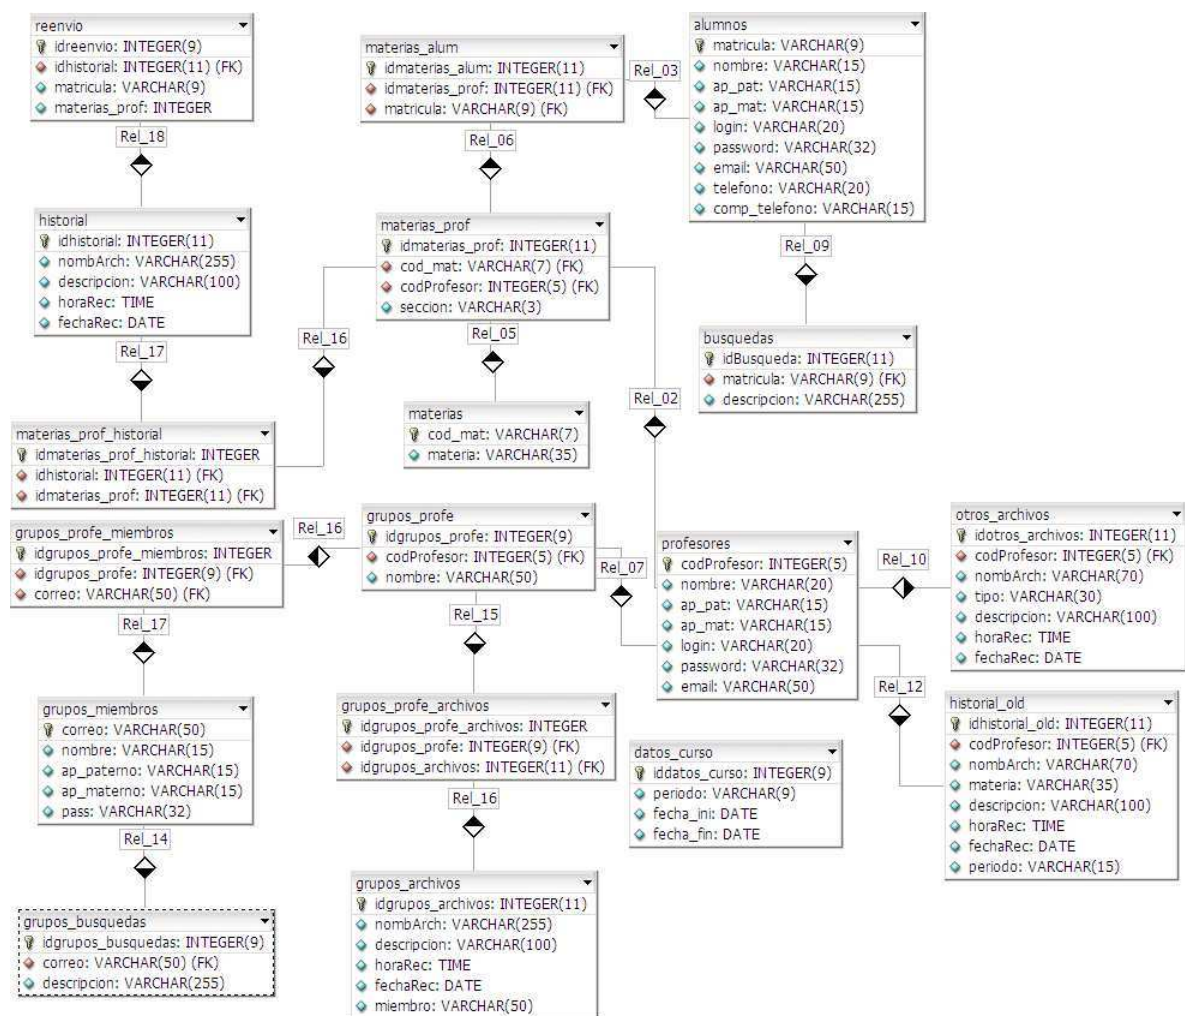 reenvio
idreenvio: INTEGER(9)
idhistorial: INTEGER(11) (FK)
matricula: VARCHAR(9)
materias_prof: INTEGER
Rel_18
historial
idhistorial: INTEGER(11)
nombArch: VARCHAR(255)
descripcion: VARCHAR(100)
horaRec: TIME
fechaRec: DATE
Rel_17
materias_prof_historial
idmaterias_prof_historial: INTEGER
idhistorial: INTEGER(11) (FK)
idmaterias_prof: INTEGER(11) (FK)
Rel_16
materias_alum
idmaterias_alum: INTEGER(11)
idmaterias_prof: INTEGER(11) (FK)
matricula: VARCHAR(9) (FK)
Rel_03
Rel_06
materias_prof
idmaterias_prof: INTEGER(11)
cod_mat: VARCHAR(7) (FK)
codProfesor: INTEGER(5) (FK)
seccion: VARCHAR(3)
Rel_05
materias
cod_mat: VARCHAR(7)
materia: VARCHAR(35)
Rel_02
alumnos
matricula: VARCHAR(9)
nombre: VARCHAR(15)
ap_pat: VARCHAR(15)
ap_mat: VARCHAR(15)
login: VARCHAR(20)
password: VARCHAR(32)
email: VARCHAR(50)
telefono: VARCHAR(20)
comp_telefono: VARCHAR(15)
Rel_09
busquedas
idBusqueda: INTEGER(11)
matricula: VARCHAR(9) (FK)
descripcion: VARCHAR(255)
grupos_profe_miembros
idgrupos_profe_miembros: INTEGER
idgrupos_profe: INTEGER(9) (FK)
correo: VARCHAR(50) (FK)
Rel_16
Rel_17
grupos_miembros
correo: VARCHAR(50)
nombre: VARCHAR(15)
ap_paterno: VARCHAR(15)
ap_materno: VARCHAR(15)
pass: VARCHAR(32)
Rel_14
grupos_busquedas
idgrupos_busquedas: INTEGER(9)
correo: VARCHAR(50) (FK)
descripcion: VARCHAR(255)
grupos_profe
idgrupos_profe: INTEGER(9)
codProfesor: INTEGER(5) (FK)
nombre: VARCHAR(50)
Rel_07
Rel_15
grupos_profe_archivos
idgrupos_profe_archivos: INTEGER
idgrupos_profe: INTEGER(9) (FK)
idgrupos_archivos: INTEGER(11) (FK)
Rel_16
grupos_archivos
idgrupos_archivos: INTEGER(11)
nombArch: VARCHAR(255)
descripcion: VARCHAR(100)
horaRec: TIME
fechaRec: DATE
miembro: VARCHAR(50)
profesores
codProfesor: INTEGER(5)
nombre: VARCHAR(20)
ap_pat: VARCHAR(15)
ap_mat: VARCHAR(15)
login: VARCHAR(20)
password: VARCHAR(32)
email: VARCHAR(50)
Rel_10
Rel_12
datos_curso
iddatos_curso: INTEGER(9)
periodo: VARCHAR(9)
fecha_ini: DATE
fecha_fin: DATE
otros_archivos
idotros_archivos: INTEGER(11)
codProfesor: INTEGER(5) (FK)
nombArch: VARCHAR(70)
tipo: VARCHAR(30)
descripcion: VARCHAR(100)
horaRec: TIME
fechaRec: DATE
historial_old
idhistorial_old: INTEGER(11)
codProfesor: INTEGER(5) (FK)
nombArch: VARCHAR(70)
materia: VARCHAR(35)
descripcion: VARCHAR(100)
horaRec: TIME
fechaRec: DATE
periodo: VARCHAR(15)